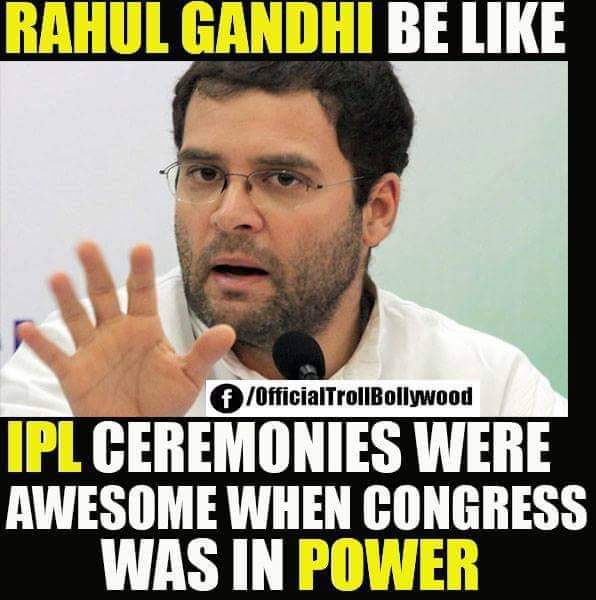 RAHUL GANDHI BE LIKE
f /OfficialTrollBollywood
IPL CEREMONIES WERE
AWESOME WHEN CONGRESS
WAS IN POWER